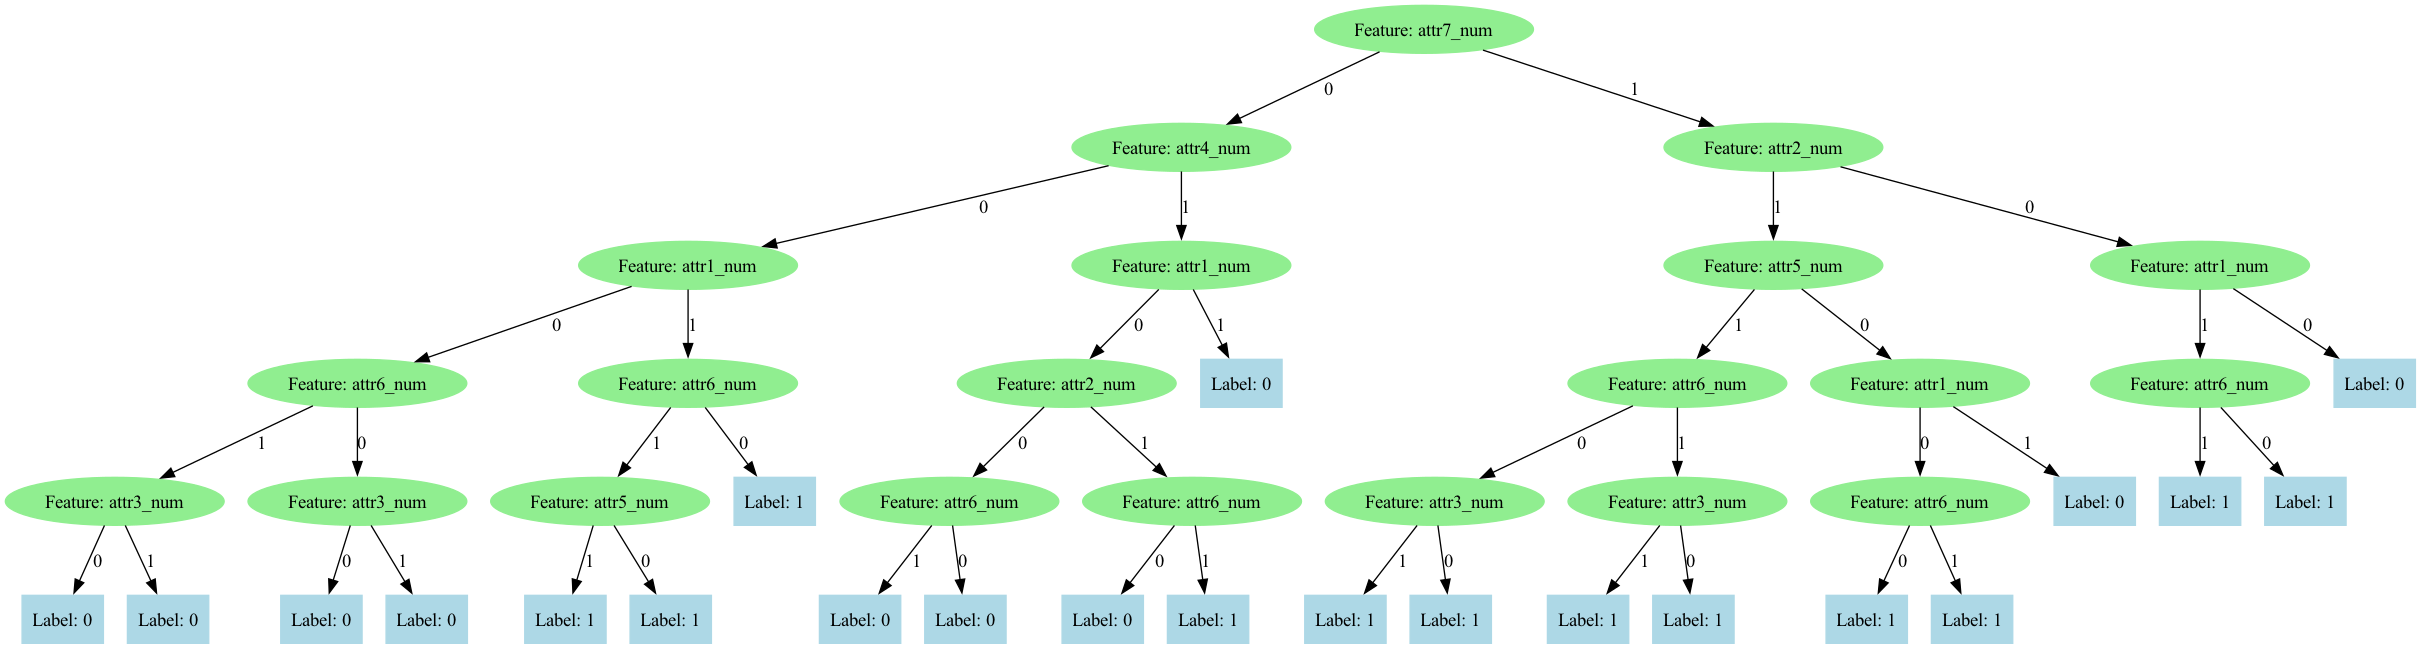 Feature: attr7_num
0
1
Feature: attr4_num
Feature: attr2_num
0
1
1
0
Feature: attr1_num
Feature: attr1_num
Feature: attr5_num
Feature: attr1_num
0
1
0
1
1
0
1
0
Feature: attr6_num
Feature: attr6_num
Feature: attr2_num
Label: 0
Feature: attr6_num
Feature: attr1_num
Feature: attr6_num
Label: 0
1
0
1
0
0
1
0
1
0
1
1
0
Feature: attr3_num
Feature: attr3_num
Feature: attr5_num
Label: 1
Feature: attr6_num
Feature: attr6_num
Feature: attr3_num
Feature: attr3_num
Feature: attr6_num
Label: 0
Label: 1
Label: 1
0
1
0
1
1
0
1
0
0
1
1
0
1
0
0
1
Label: 0
Label: 0
Label: 0
Label: 0
Label: 1
Label: 1
Label: 0
Label: 0
Label: 0
Label: 1
Label: 1
Label: 1
Label: 1
Label: 1
Label: 1
Label: 1